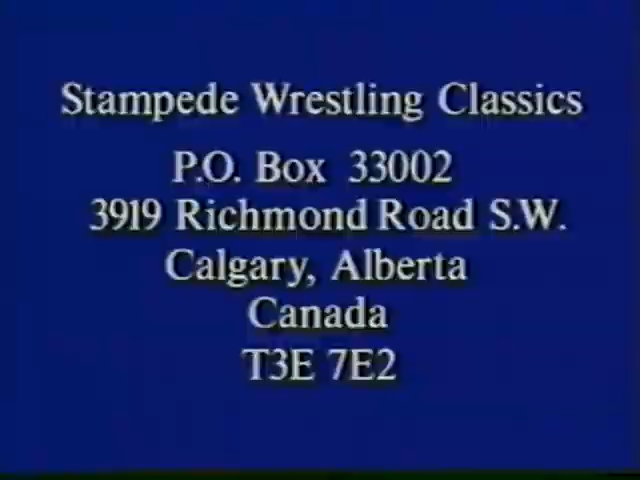 Stampede Wrestling Classics
P.O. Box 33002
3919 Richmond Road S.W.
Calgary, Alberta
Canada
T3E 7E2